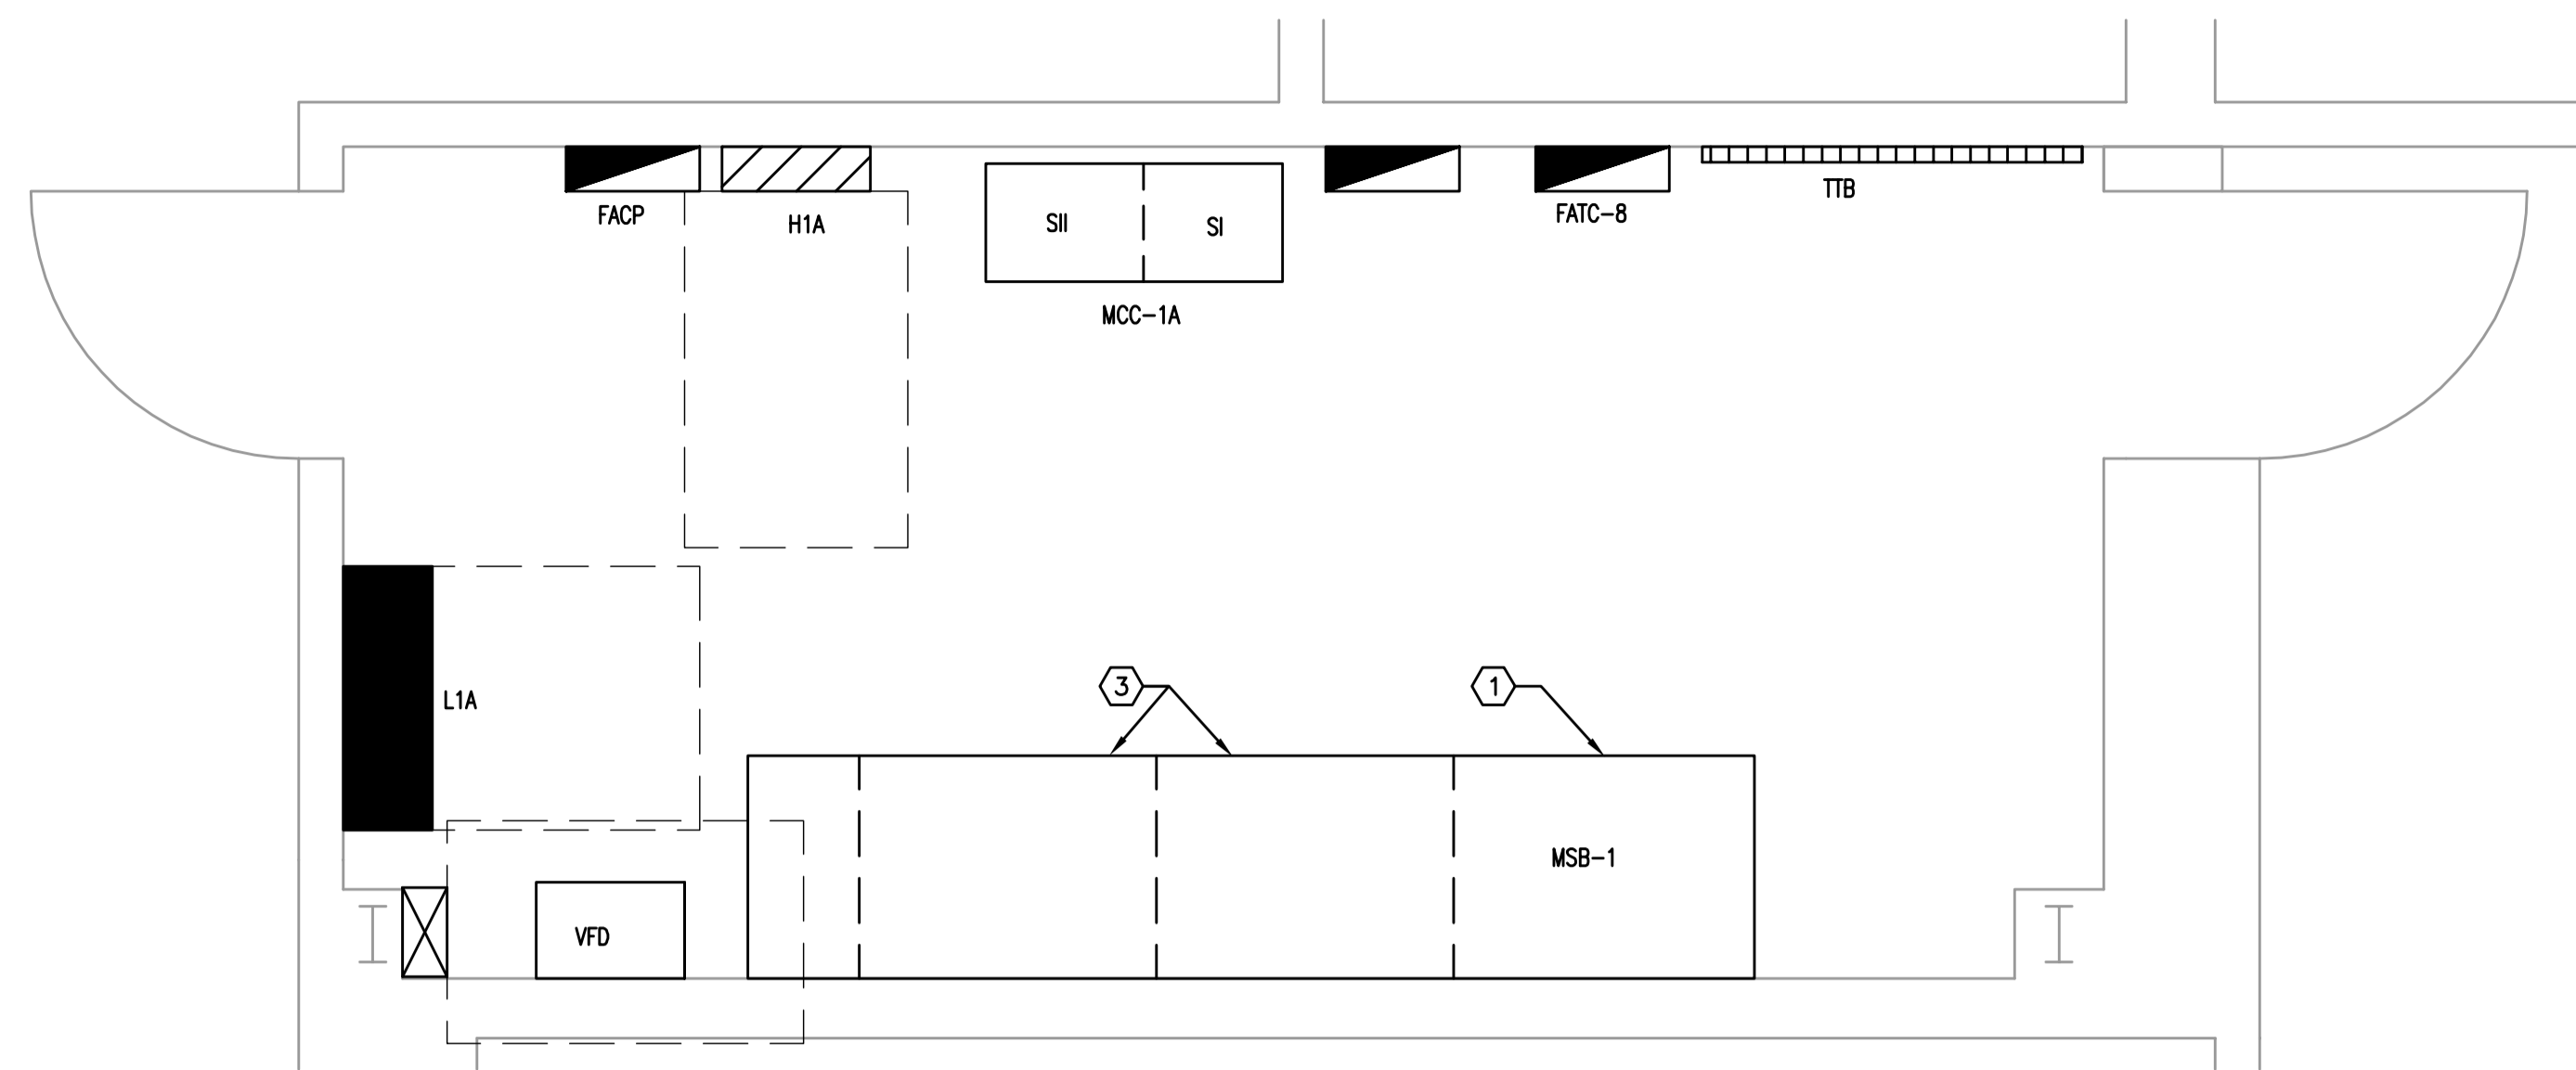 FACP
H1A
SII
SI
MCC-1A
FATC-8
TTB
L1A
3
1
MSB-1
VFD